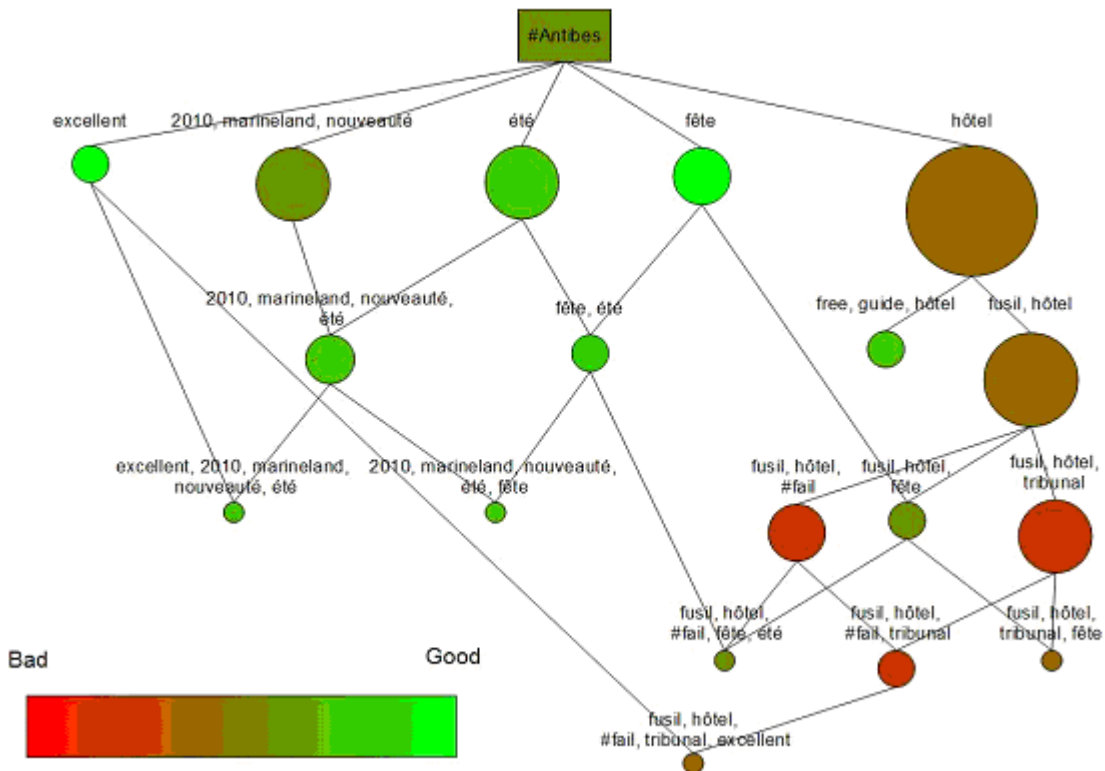 #Antibes
excellent
2010, marineland, nouveauté
été
fête
hôtel
2010, marineland, nouveauté,
été
fête, été
free, guide, hôtel
fusil, hôtel
excellent, 2010, marineland,
nouveauté, été
2010, marineland, nouveauté,
été, fête
fusil, hôtel,
#fail
fusil, hôtel,
fête
fusil, hôtel,
tribunal
fusil, hôtel,
#fail, fête, été
fusil, hôtel,
#fail, tribunal
fusil, hôtel,
tribunal, fête
Bad
Good
fusil, hôtel,
#fail, tribunal, excellent